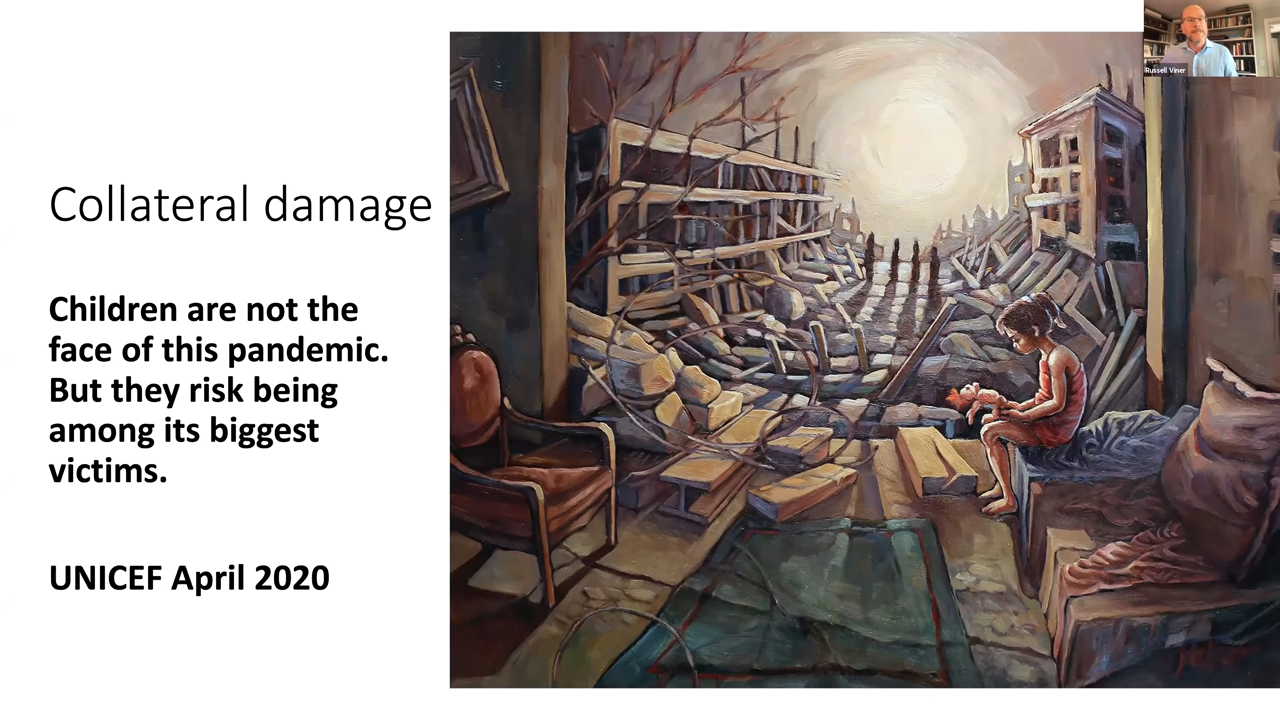 Russell Viner
Collateral damage
Children are not the
face of this pandemic.
But they risk being
among its biggest
victims.
UNICEF April 2020